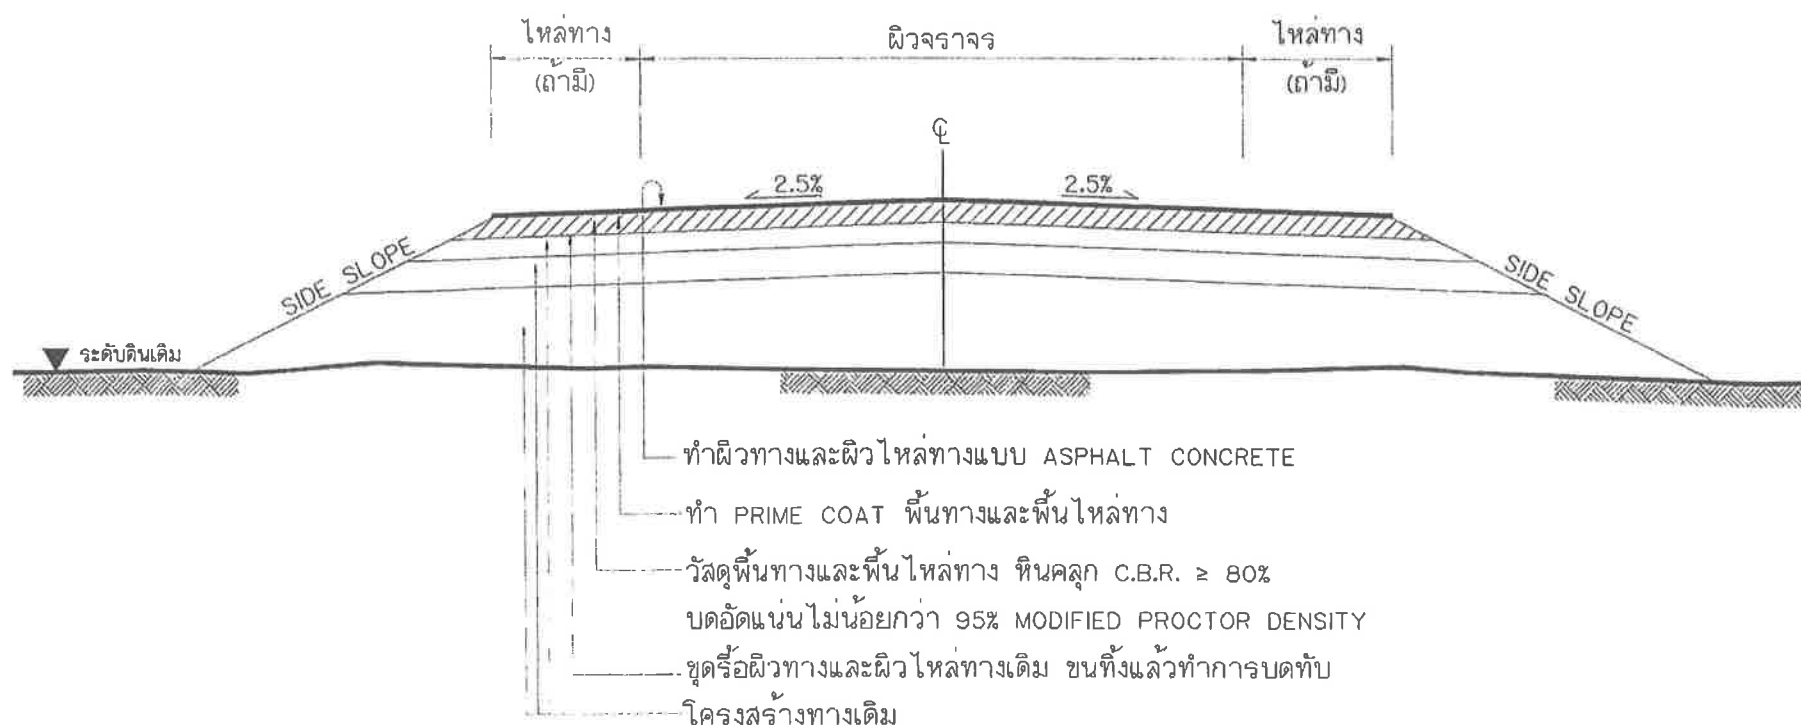 ไหล่ทาง ผิวจราจร ไหล่ทาง
(ถ้ามี) (ถ้ามี)
℄
2.5% 2.5%
SIDE SLOPE SIDE SLOPE
ระดับดินเดิม
ทำผิวทางและผิวไหล่ทางแบบ ASPHALT CONCRETE
ทำ PRIME COAT พื้นทางและพื้นไหล่ทาง
วัสดุพื้นทางและพื้นไหล่ทาง หินคลุก C.B.R. ≥ 80%
บดอัดแน่นไม่น้อยกว่า 95% MODIFIED PROCTOR DENSITY
ขุดรื้อผิวทางและผิวไหล่ทางเดิม ขนทิ้งแล้วทำการบดทับ
โครงสร้างทางเดิม